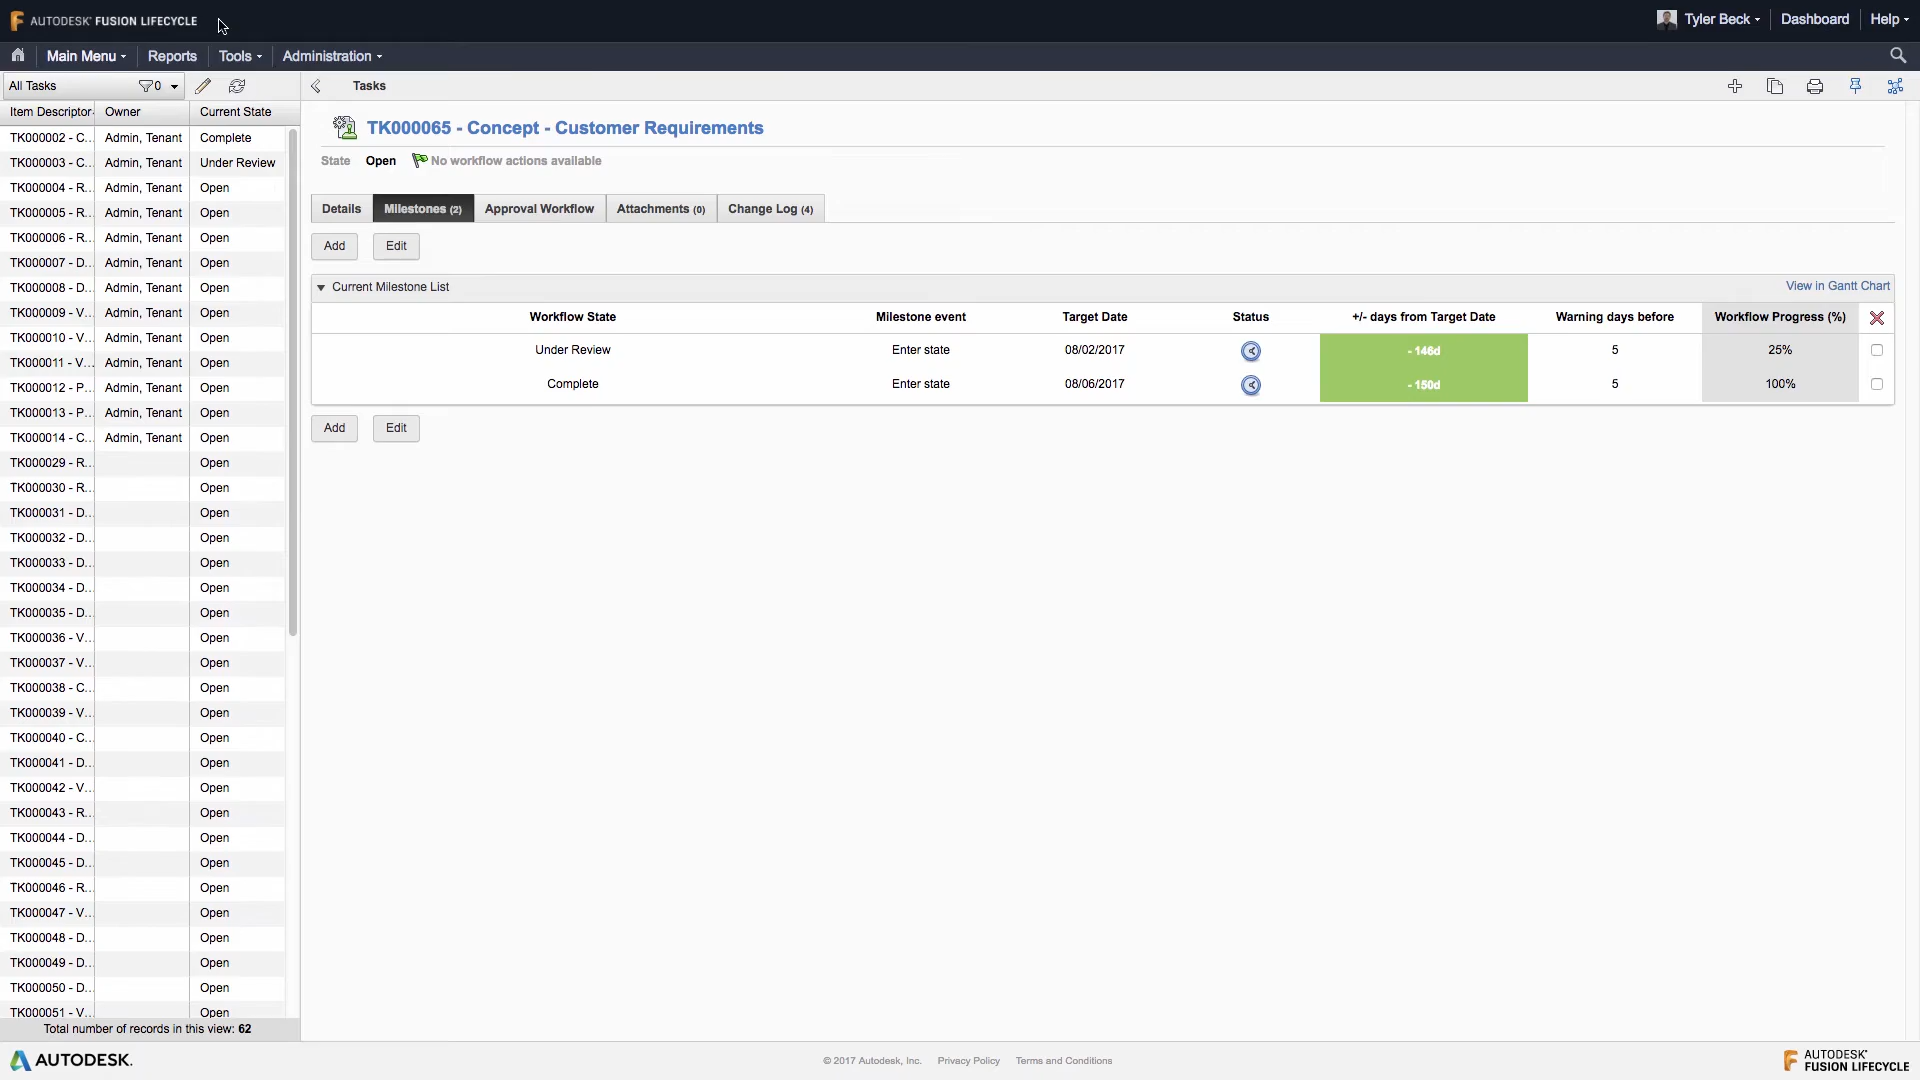 AUTODESK® FUSION LIFECYCLE
Tyler Beck
Dashboard
Help
Main Menu
Reports
Tools
Administration
All Tasks
0
Tasks
Item Descriptor
Owner
Current State
TK000002 - C... Admin, Tenant Complete
TK000003 - C... Admin, Tenant Under Review
TK000004 - R... Admin, Tenant Open
TK000005 - R... Admin, Tenant Open
TK000006 - R... Admin, Tenant Open
TK000007 - D... Admin, Tenant Open
TK000008 - D... Admin, Tenant Open
TK000009 - V... Admin, Tenant Open
TK000010 - V... Admin, Tenant Open
TK000011 - V... Admin, Tenant Open
TK000012 - P... Admin, Tenant Open
TK000013 - P... Admin, Tenant Open
TK000014 - C... Admin, Tenant Open
TK000029 - R... Open
TK000030 - R... Open
TK000031 - D... Open
TK000032 - D... Open
TK000033 - D... Open
TK000034 - D... Open
TK000035 - D... Open
TK000036 - V... Open
TK000037 - V... Open
TK000038 - C... Open
TK000039 - V... Open
TK000040 - C... Open
TK000041 - D... Open
TK000042 - V... Open
TK000043 - R... Open
TK000044 - D... Open
TK000045 - D... Open
TK000046 - R... Open
TK000047 - V... Open
TK000048 - D... Open
TK000049 - D... Open
TK000050 - D... Open
TK000051 - V... Open
Total number of records in this view: 62
TK000065 - Concept - Customer Requirements
State Open No workflow actions available
Details
Milestones (2)
Approval Workflow
Attachments (0)
Change Log (4)
Add
Edit
Current Milestone List
View in Gantt Chart
Workflow State Milestone event Target Date Status +/- days from Target Date Warning days before Workflow Progress (%)
Under Review Enter state 08/02/2017 - 146d 5 25%
Complete Enter state 08/06/2017 - 150d 5 100%
Add
Edit
AUTODESK.
© 2017 Autodesk, Inc.
Privacy Policy
Terms and Conditions
AUTODESK®
FUSION LIFECYCLE